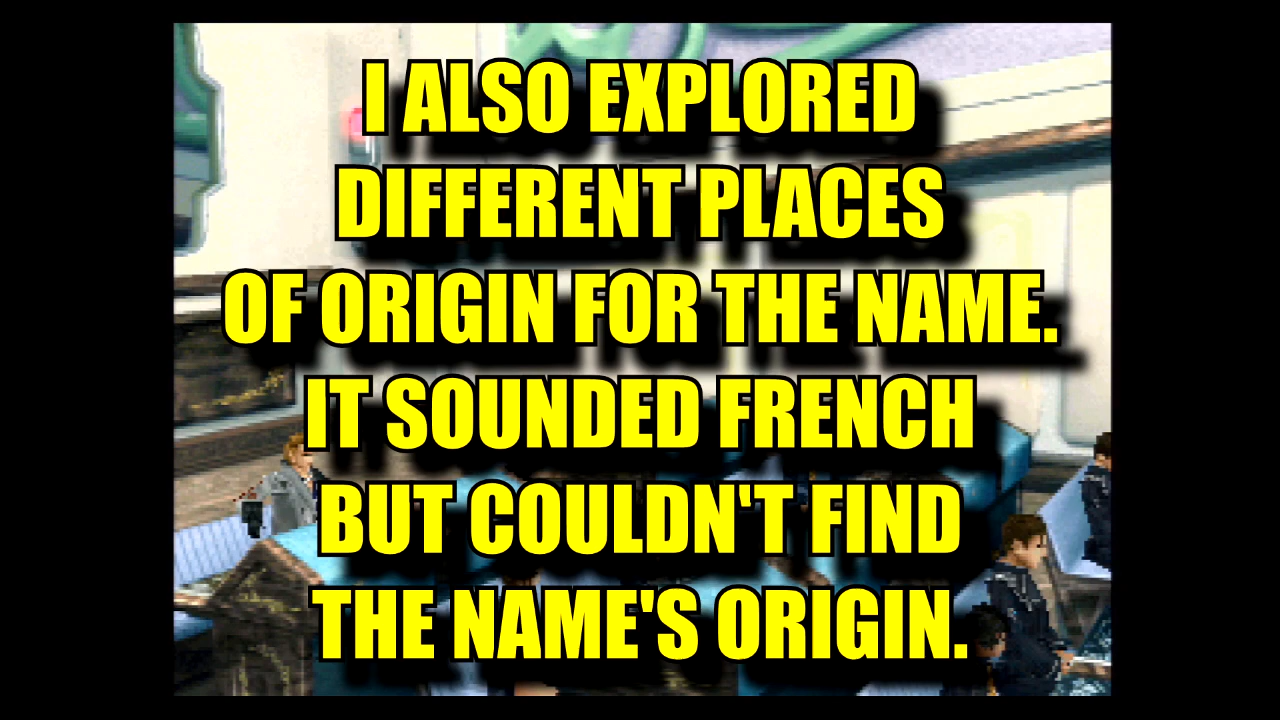 I ALSO EXPLORED
DIFFERENT PLACES
OF ORIGIN FOR THE NAME.
IT SOUNDED FRENCH
BUT COULDN'T FIND
THE NAME'S ORIGIN.